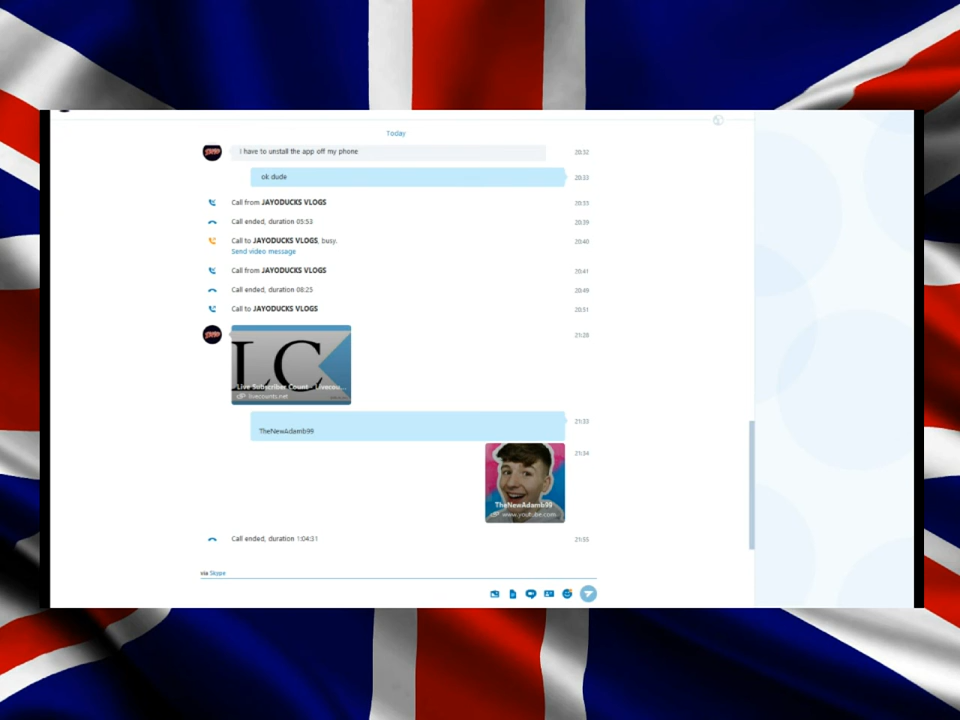 Today
I have to unstall the app off my phone 20:32
ok dude 20:33
Call from JAYODUCKS VLOGS 20:33
Call ended, duration 05:53 20:39
Call to JAYODUCKS VLOGS, busy. 20:40
Send video message
Call from JAYODUCKS VLOGS 20:41
Call ended, duration 08:25 20:49
Call to JAYODUCKS VLOGS 20:51
21:28
LC
Live Subscriber Count - Livecou...
livecounts.net
21:33
TheNewAdamb99
21:34
TheNewAdamb99
www.youtube.com
Call ended, duration 1:04:31 21:55
via Skype